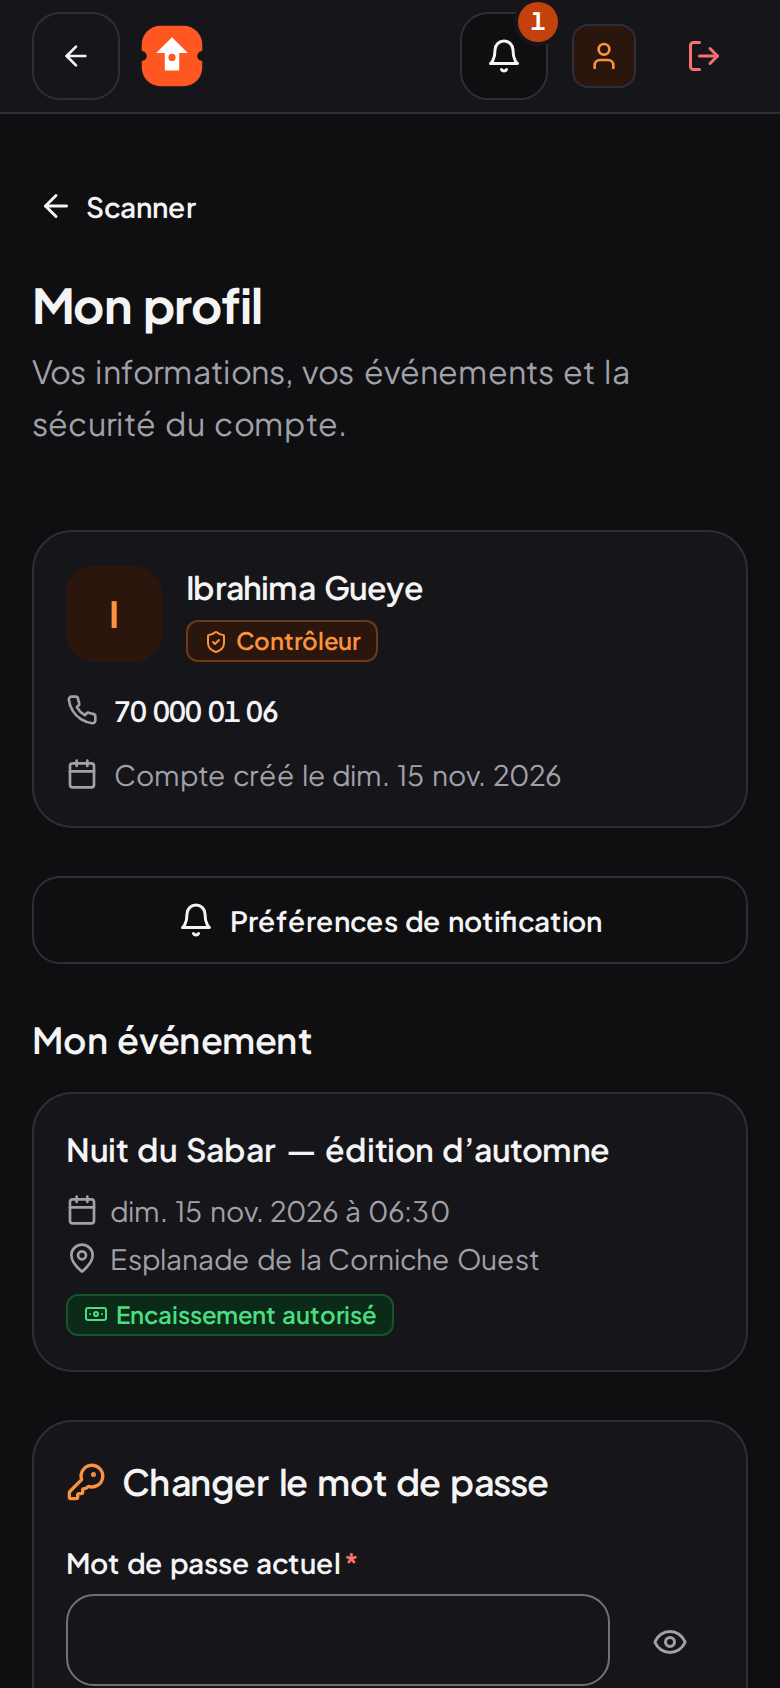 1
Scanner
Mon profil
Vos informations, vos événements et la
sécurité du compte.
I
Ibrahima Gueye
Contrôleur
70 000 01 06
Compte créé le dim. 15 nov. 2026
Préférences de notification
Mon événement
Nuit du Sabar — édition d’automne
dim. 15 nov. 2026 à 06:30
Esplanade de la Corniche Ouest
Encaissement autorisé
Changer le mot de passe
Mot de passe actuel*